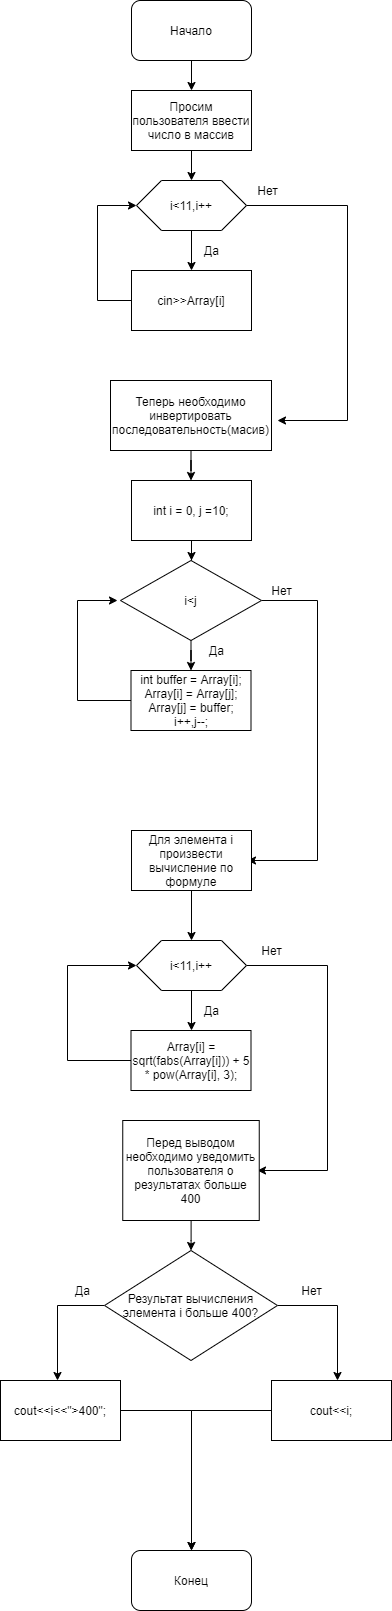 Начало
Просим
пользователя ввести
число в массив
i<11,i++
Нет
Да
cin>>Array[i]
Теперь необходимо
инвертировать
последовательность(масив)
int i = 0, j =10;
i<j
Нет
Да
int buffer = Array[i];
Array[i] = Array[j];
Array[j] = buffer;
i++,j--;
Для элемента i
произвести
вычисление по
формуле
i<11,i++
Нет
Да
Array[i] =
sqrt(fabs(Array[i])) + 5
* pow(Array[i], 3);
Перед выводом
необходимо уведомить
пользователя о
результатах больше
400
Результат вычисления
элемента i больше 400?
Да
Нет
cout<<i<<">400";
cout<<i;
Конец